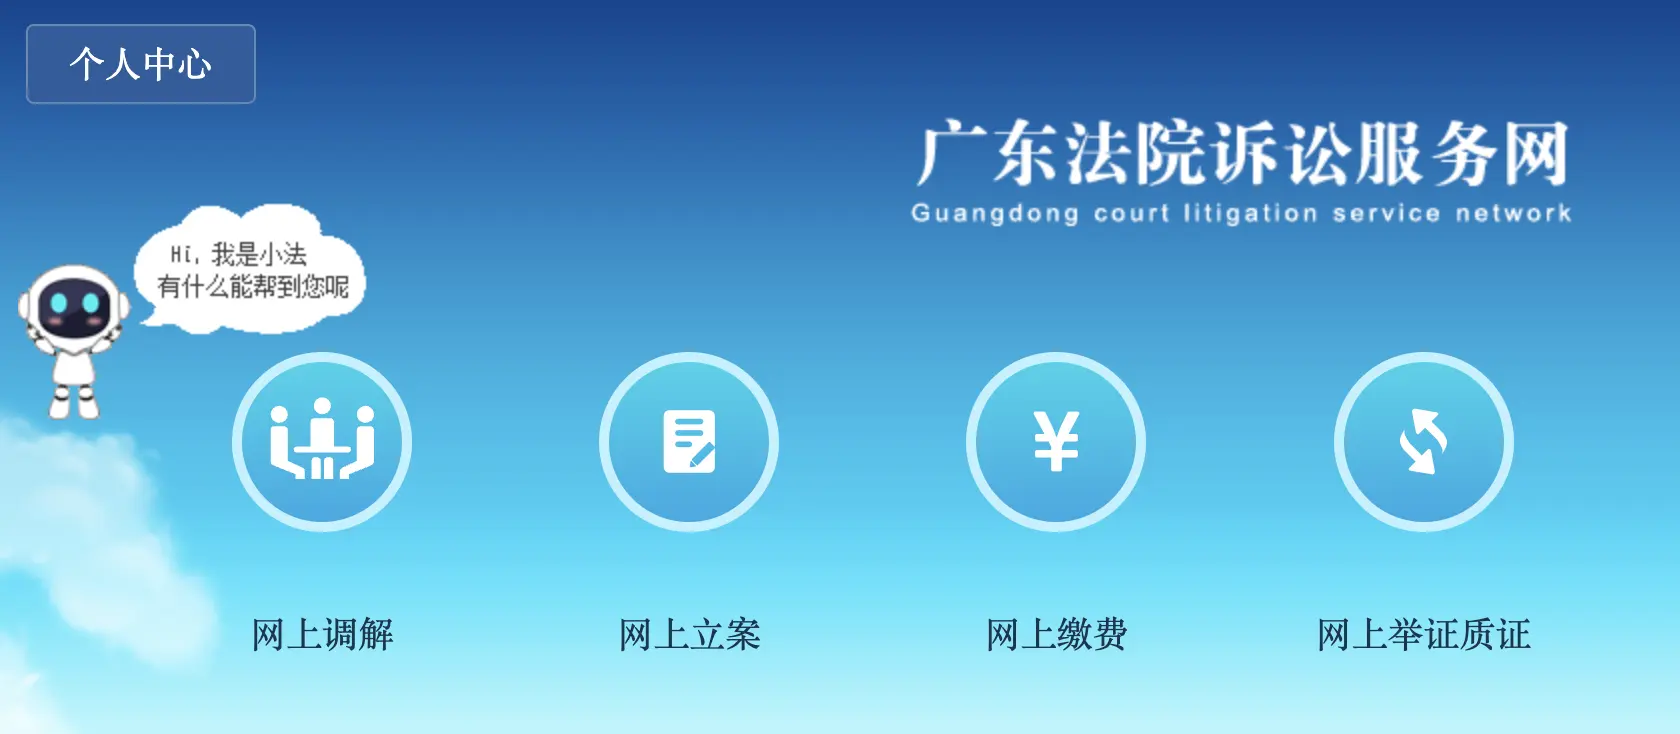 个人中心
广东法院诉讼服务网
Guangdong court litigation service network
Hi, 我是小法
有什么能帮到您呢
网上调解
网上立案
网上缴费
网上举证质证